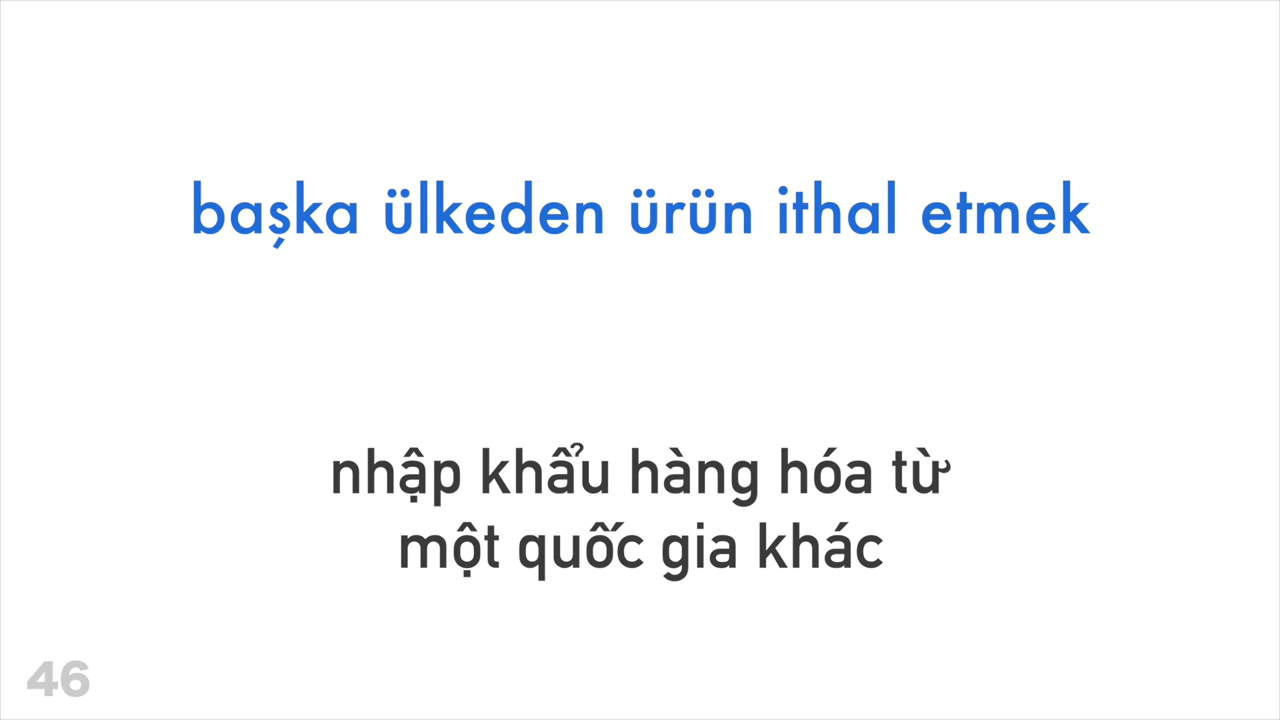 başka ülkeden ürün ithal etmek
nhập khẩu hàng hóa từ
một quốc gia khác
46